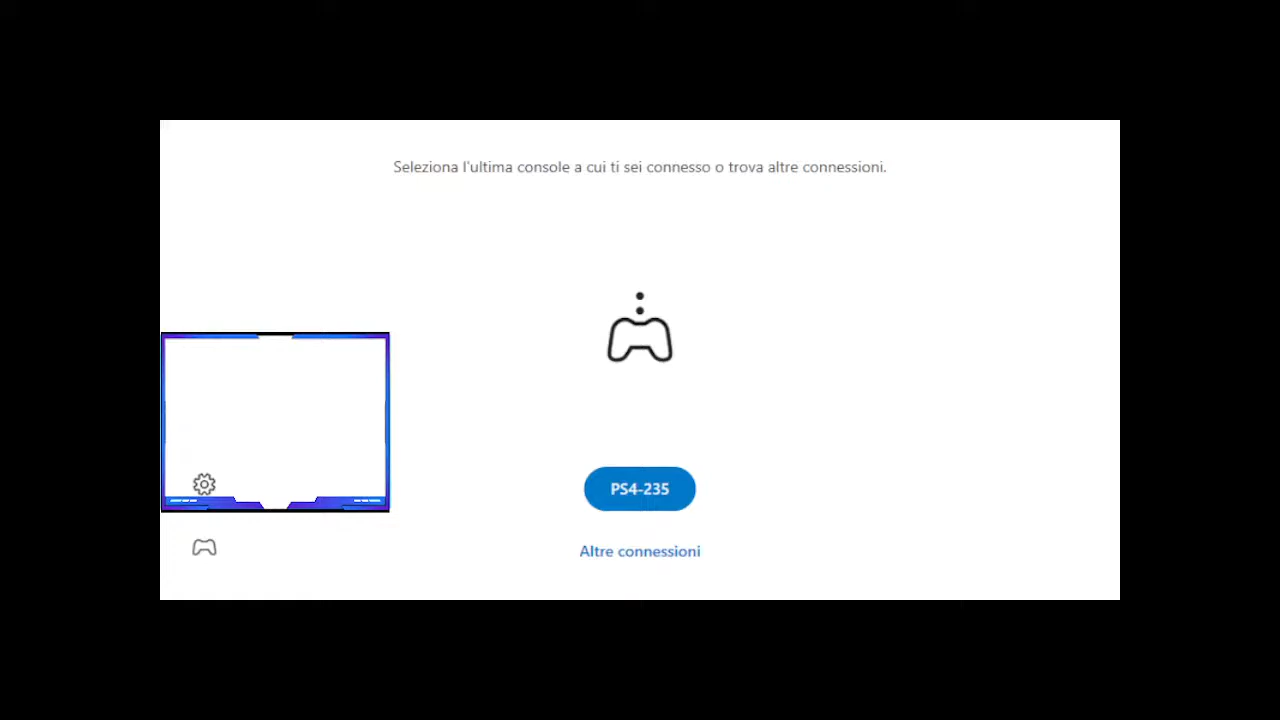 Seleziona l'ultima console a cui ti sei connesso o trova altre connessioni.
PS4-235
Altre connessioni